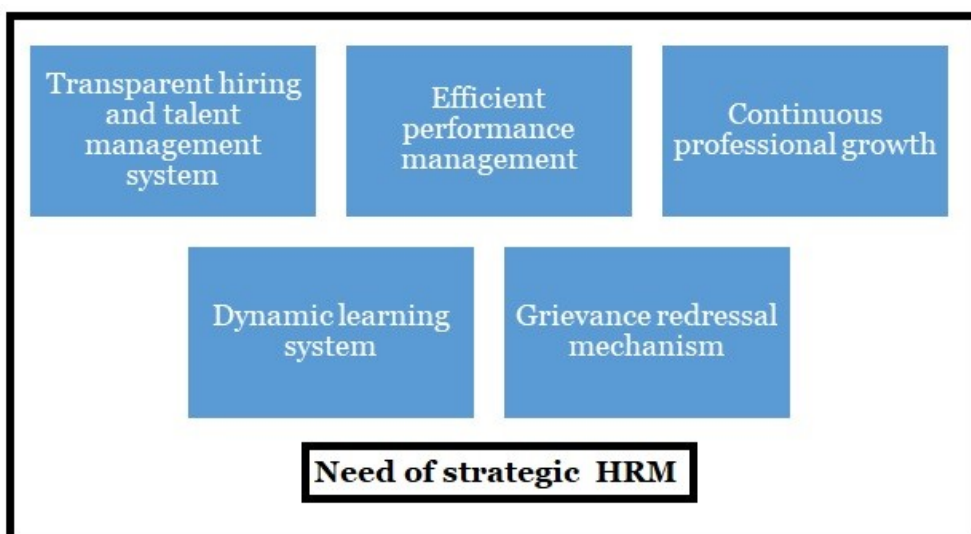 Transparent hiring
and talent
management
system
Efficient
performance
management
Continuous
professional growth
Dynamic learning
system
Grievance redressal
mechanism
Need of strategic HRM